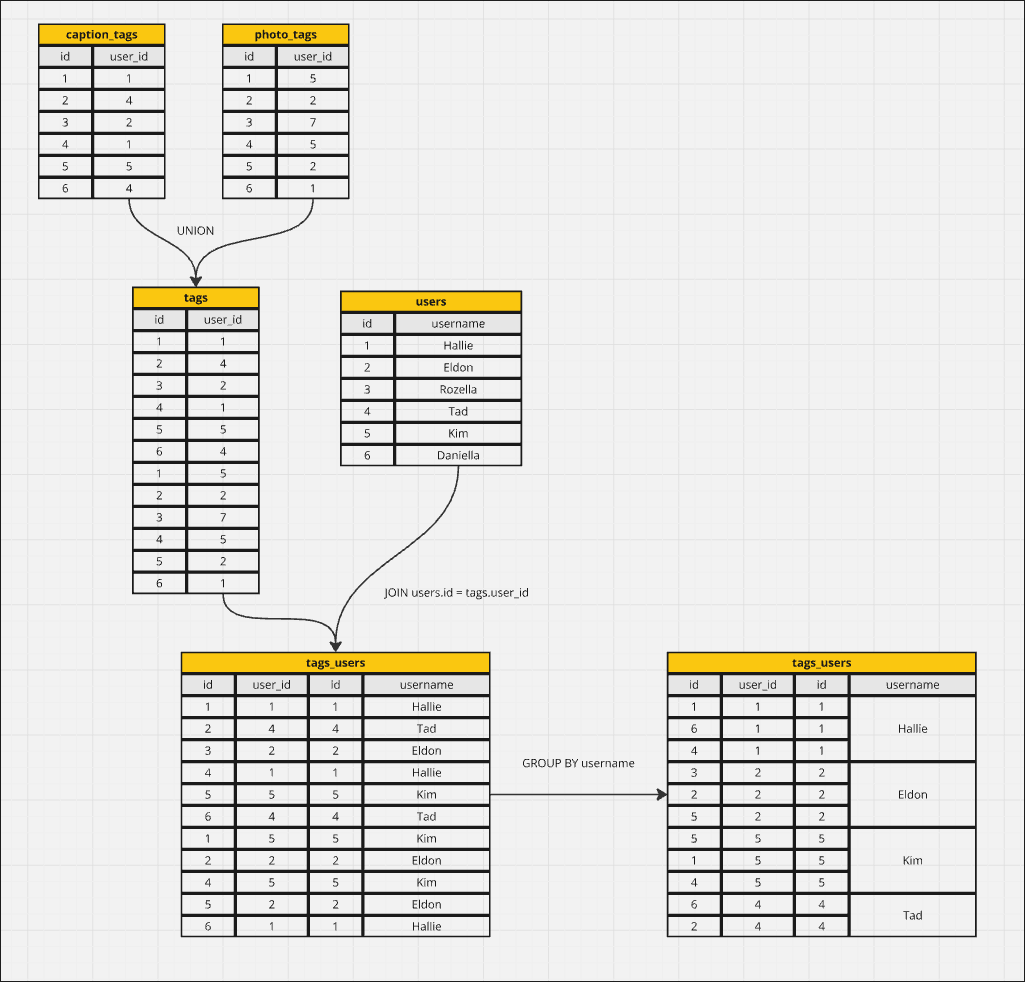 caption_tags
id user_id
1 1
2 4
3 2
4 1
5 5
6 4
photo_tags
id user_id
1 5
2 2
3 7
4 5
5 2
6 1
UNION
tags
id user_id
1 1
2 4
3 2
4 1
5 5
6 4
1 5
2 2
3 7
4 5
5 2
6 1
users
id username
1 Hallie
2 Eldon
3 Rozella
4 Tad
5 Kim
6 Daniella
JOIN users.id = tags.user_id
tags_users
id user_id id username
1 1 1 Hallie
2 4 4 Tad
3 2 2 Eldon
4 1 1 Hallie
5 5 5 Kim
6 4 4 Tad
1 5 5 Kim
2 2 2 Eldon
4 5 5 Kim
5 2 2 Eldon
6 1 1 Hallie
GROUP BY username
tags_users
id user_id id username
1 1 1
6 1 1 Hallie
4 1 1
3 2 2
2 2 2 Eldon
5 2 2
5 5 5
1 5 5 Kim
4 5 5
6 4 4
Tad
2 4 4